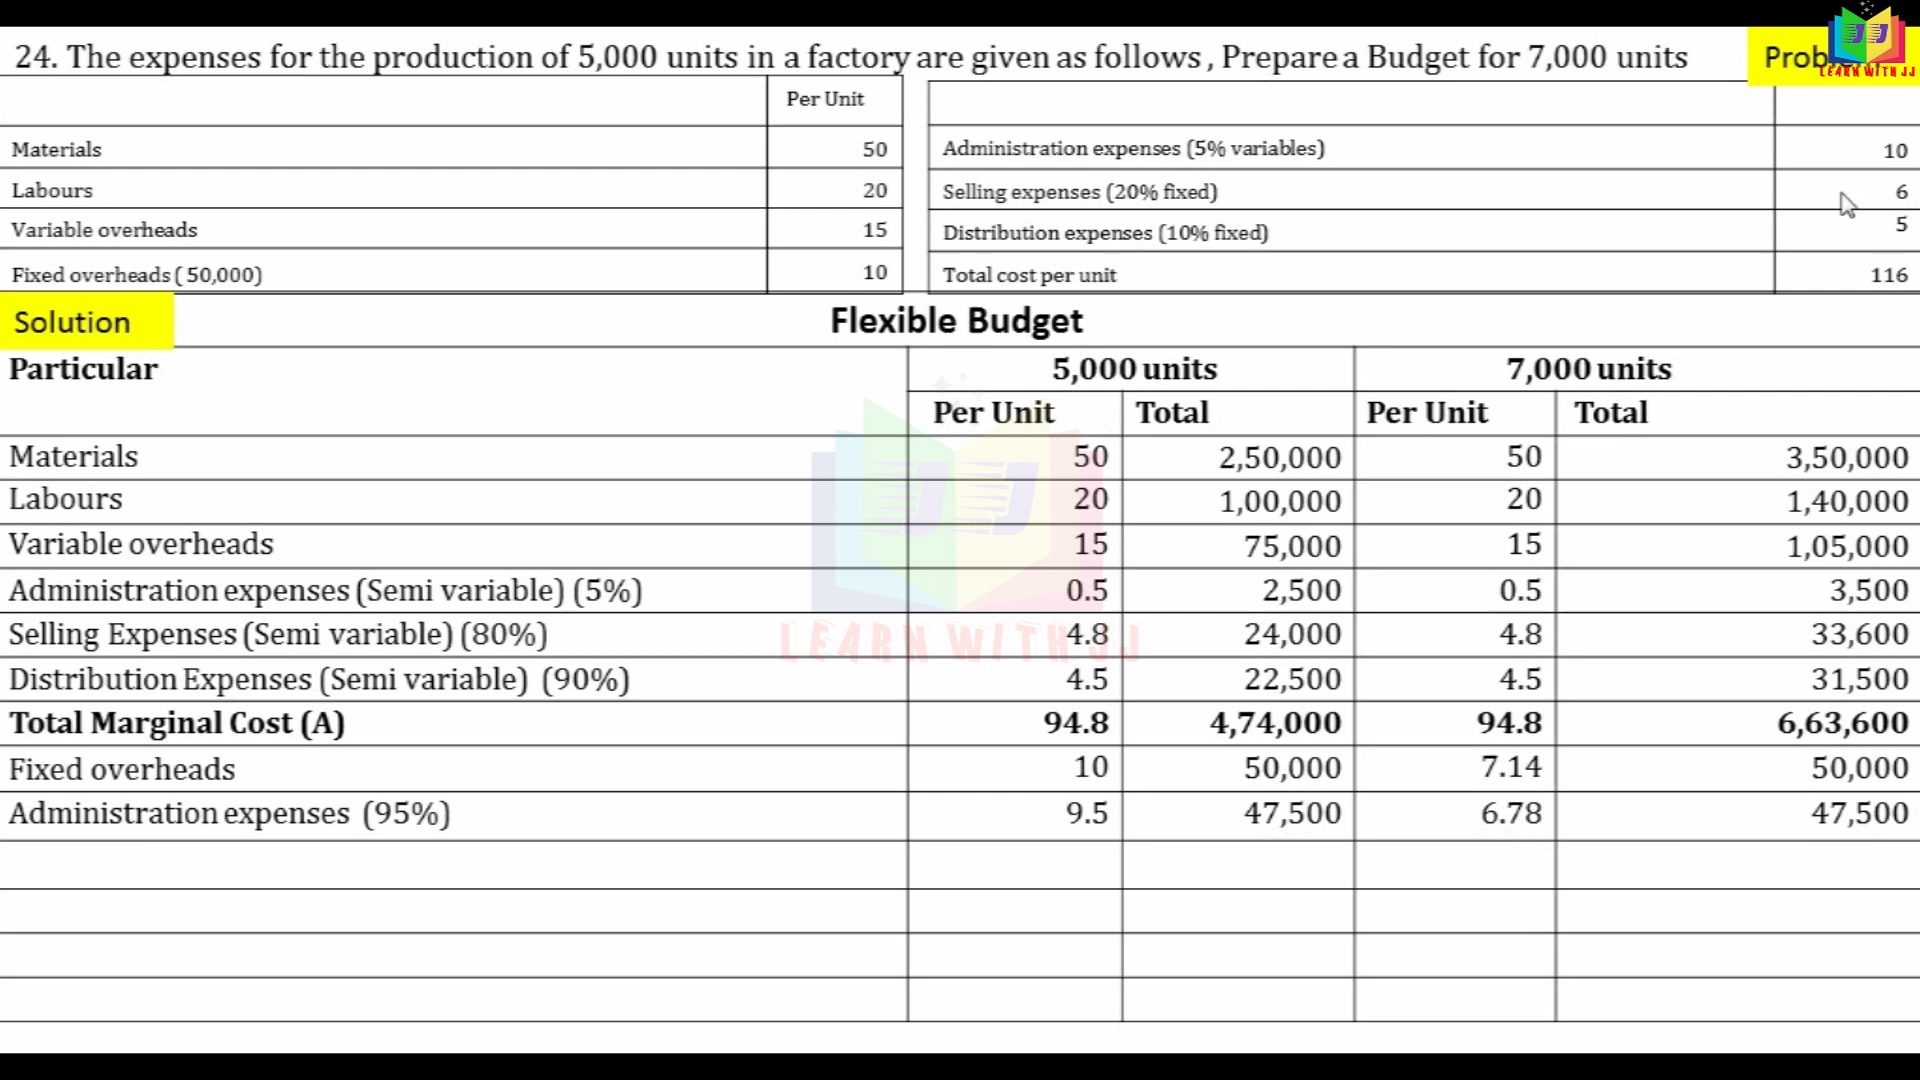 24. The expenses for the production of 5,000 units in a factory are given as follows , Prepare a Budget for 7,000 units
LEARN WITH JJ
Per Unit
Materials 50
Labours 20
Variable overheads 15
Fixed overheads ( 50,000) 10
Administration expenses (5% variables) 10
Selling expenses (20% fixed) 6
Distribution expenses (10% fixed) 5
Total cost per unit 116
Solution
Flexible Budget
Particular 5,000 units 7,000 units
Per Unit Total Per Unit Total
Materials 50 2,50,000 50 3,50,000
Labours 20 1,00,000 20 1,40,000
Variable overheads 15 75,000 15 1,05,000
Administration expenses (Semi variable) (5%) 0.5 2,500 0.5 3,500
Selling Expenses (Semi variable) (80%) 4.8 24,000 4.8 33,600
LEARN WITH JJ
Distribution Expenses (Semi variable) (90%) 4.5 22,500 4.5 31,500
Total Marginal Cost (A) 94.8 4,74,000 94.8 6,63,600
Fixed overheads 10 50,000 7.14 50,000
Administration expenses (95%) 9.5 47,500 6.78 47,500